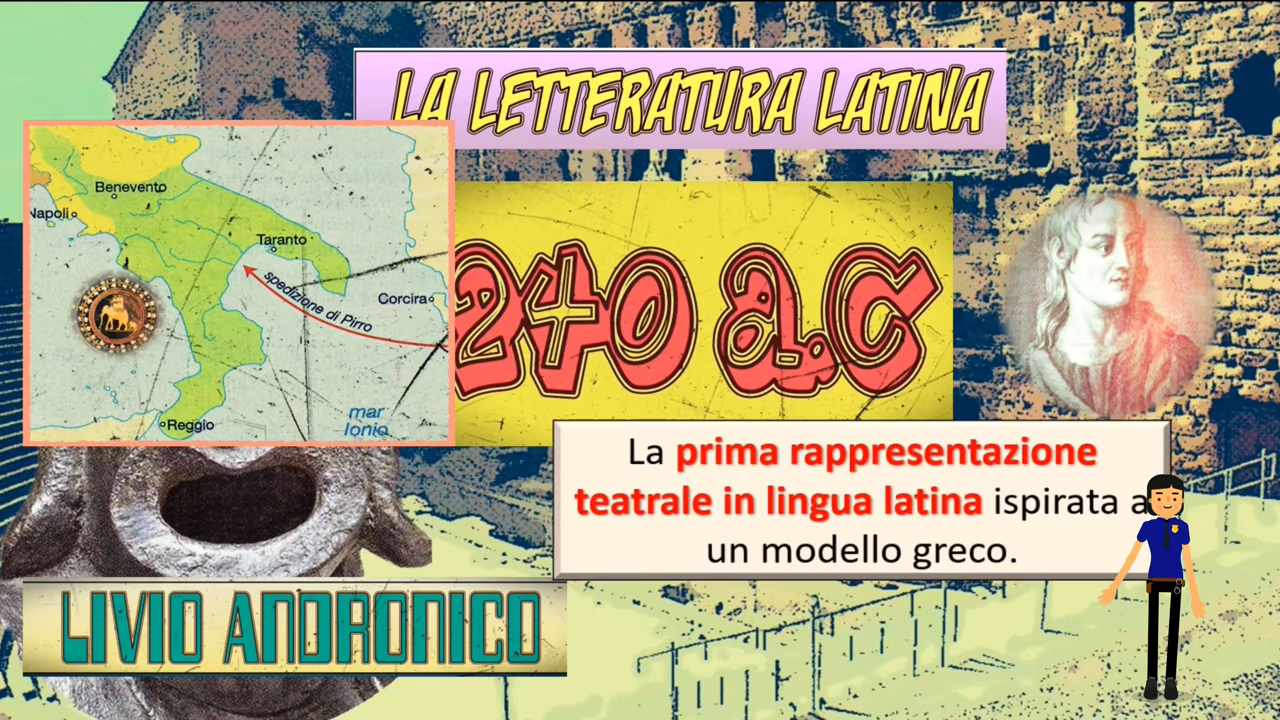 LA LETTERATURA LATINA
Benevento
Napoli
Taranto
spedizione di Pirro
Corcira
mar
Ionio
Reggio
240 a.C
La prima rappresentazione
teatrale in lingua latina ispirata a
un modello greco.
LIVIO ANDRONICO